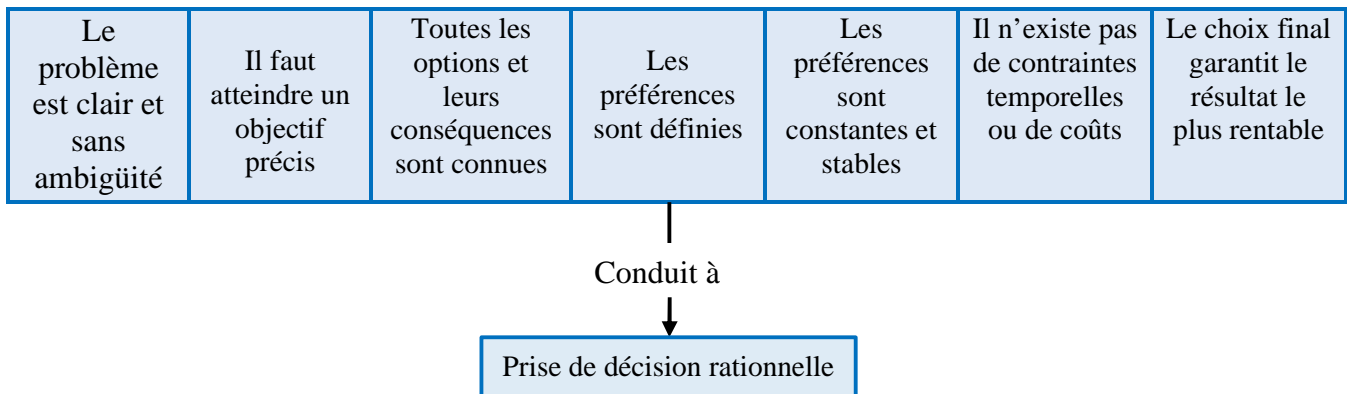 Le
problème
est clair et
sans
ambigüité
Il faut
atteindre un
objectif
précis
Toutes les
options et
leurs
conséquences
sont connues
Les
préférences
sont définies
Les
préférences
sont
constantes et
stables
Il n’existe pas
de contraintes
temporelles
ou de coûts
Le choix final
garantit le
résultat le
plus rentable
Conduit à
Prise de décision rationnelle